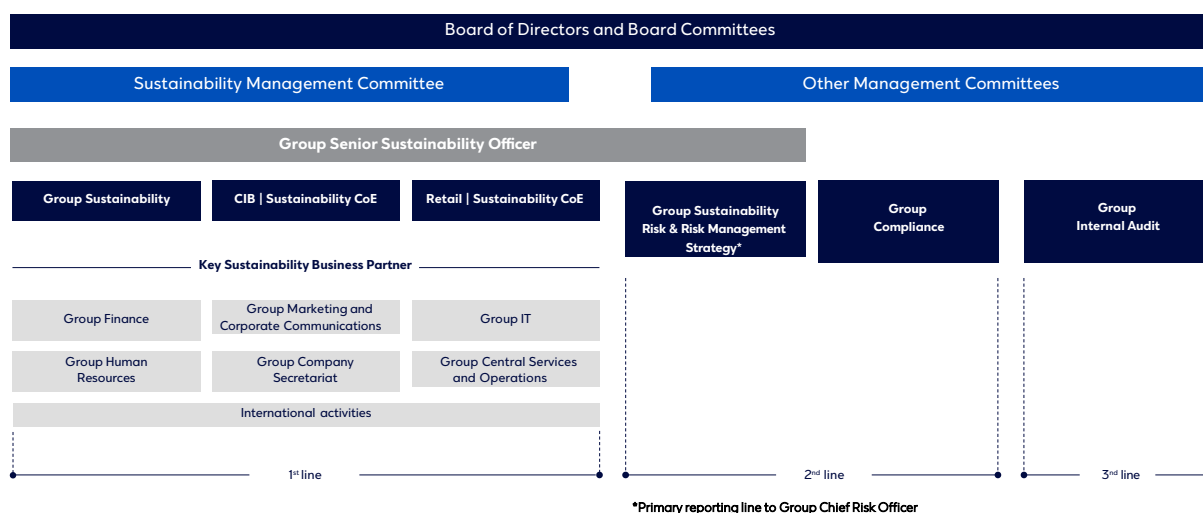 Board of Directors and Board Committees
Sustainability Management Committee
Other Management Committees
Group Senior Sustainability Officer
Group Sustainability
CIB | Sustainability CoE
Retail | Sustainability CoE
Group Sustainability
Risk & Risk Management
Strategy*
Group
Compliance
Group
Internal Audit
Key Sustainability Business Partner
Group Finance
Group Marketing and
Corporate Communications
Group IT
Group Human
Resources
Group Company
Secretariat
Group Central Services
and Operations
International activities
1st line
2nd line
3nd line
*Primary reporting line to Group Chief Risk Officer